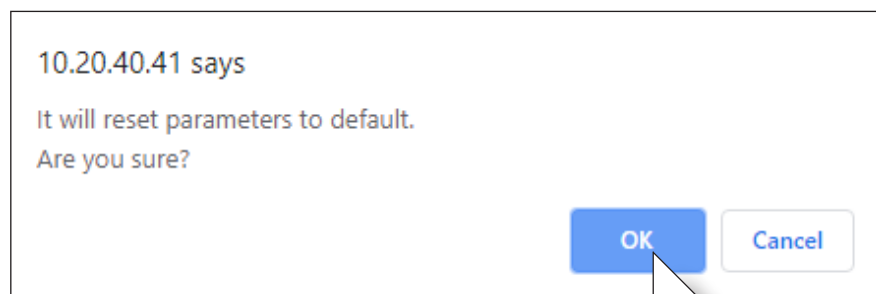 10.20.40.41 says
It will reset parameters to default.
Are you sure?
OK
Cancel